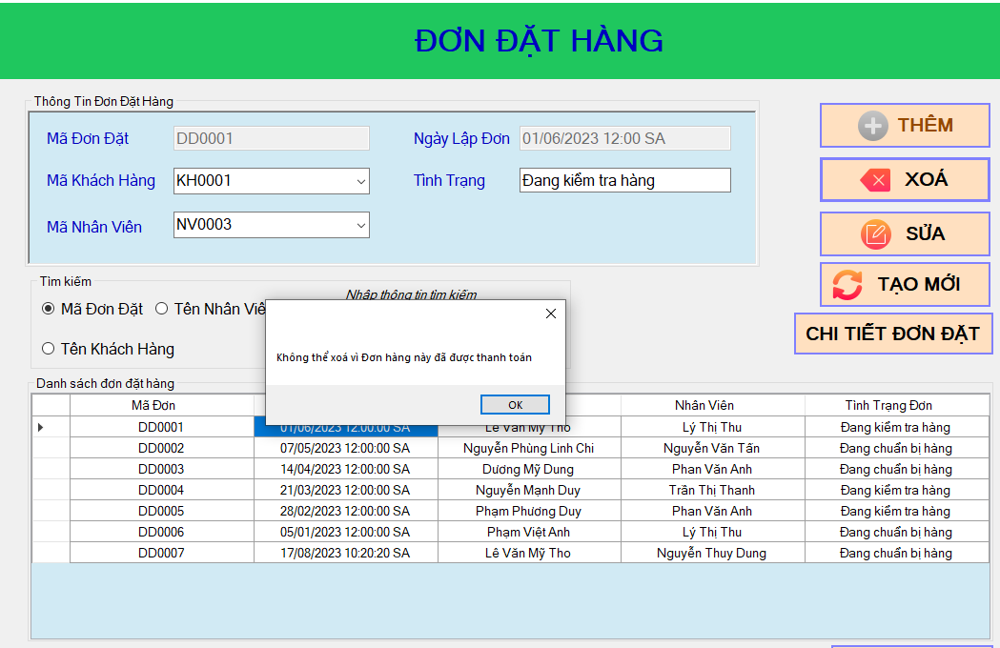 ĐƠN ĐẶT HÀNG
Thông Tin Đơn Đặt Hàng
Mã Đơn Đặt DD0001 Ngày Lập Đơn 01/06/2023 12:00 SA
Mã Khách Hàng KH0001 Tình Trạng Đang kiểm tra hàng
Mã Nhân Viên NV0003
THÊM
XOÁ
SỬA
TẠO MỚI
CHI TIẾT ĐƠN ĐẶT
Tìm kiếm
Nhập thông tin tìm kiếm
Mã Đơn Đặt Tên Nhân Viê
Tên Khách Hàng
Không thể xoá vì Đơn hàng này đã được thanh toán
OK
Danh sách đơn đặt hàng
Mã Đơn Nhân Viên Tình Trạng Đơn
DD0001 01/06/2023 12:00:00 SA Lê Văn Mỹ Tho Lý Thị Thu Đang kiểm tra hàng
DD0002 07/05/2023 12:00:00 SA Nguyễn Phùng Linh Chi Nguyễn Văn Tấn Đang chuẩn bị hàng
DD0003 14/04/2023 12:00:00 SA Dương Mỹ Dung Phan Văn Anh Đang chuẩn bị hàng
DD0004 21/03/2023 12:00:00 SA Nguyễn Mạnh Duy Trần Thị Thanh Đang kiểm tra hàng
DD0005 28/02/2023 12:00:00 SA Phạm Phương Duy Phan Văn Anh Đang kiểm tra hàng
DD0006 05/01/2023 12:00:00 SA Phạm Việt Anh Lý Thị Thu Đang chuẩn bị hàng
DD0007 17/08/2023 10:20:20 SA Lê Văn Mỹ Tho Nguyễn Thuy Dung Đang chuẩn bị hàng